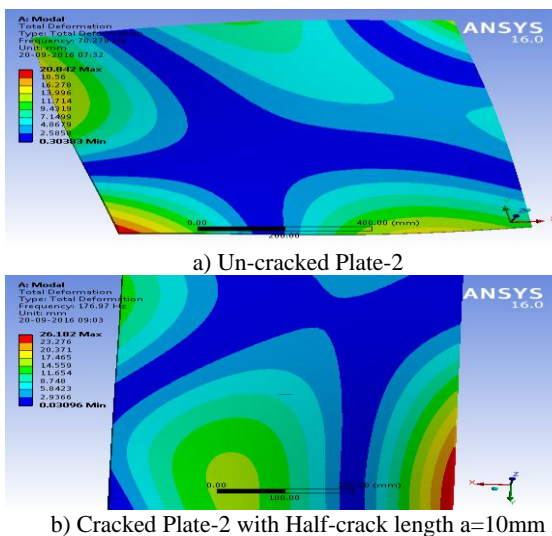 A: Modal
Total Deformation
Type: Total Deformation
Unit: mm
20-09-2016 07:32
20.842 Max
18.56
16.278
13.996
11.714
9.4319
7.1499
4.8679
2.5858
0.30383 Min
ANSYS
16.0
0.00
400.00 (mm)
200.00
a) Un-cracked Plate-2
A: Modal
Total Deformation
Type: Total Deformation
Frequency: 176.97 Hz
Unit: mm
20-09-2016 09:03
26.182 Max
23.276
20.371
17.465
14.559
11.654
8.748
5.8423
2.9366
0.03096 Min
ANSYS
16.0
0.00
(mm)
100.00
X
Z
Y
b) Cracked Plate-2 with Half-crack length a=10mm